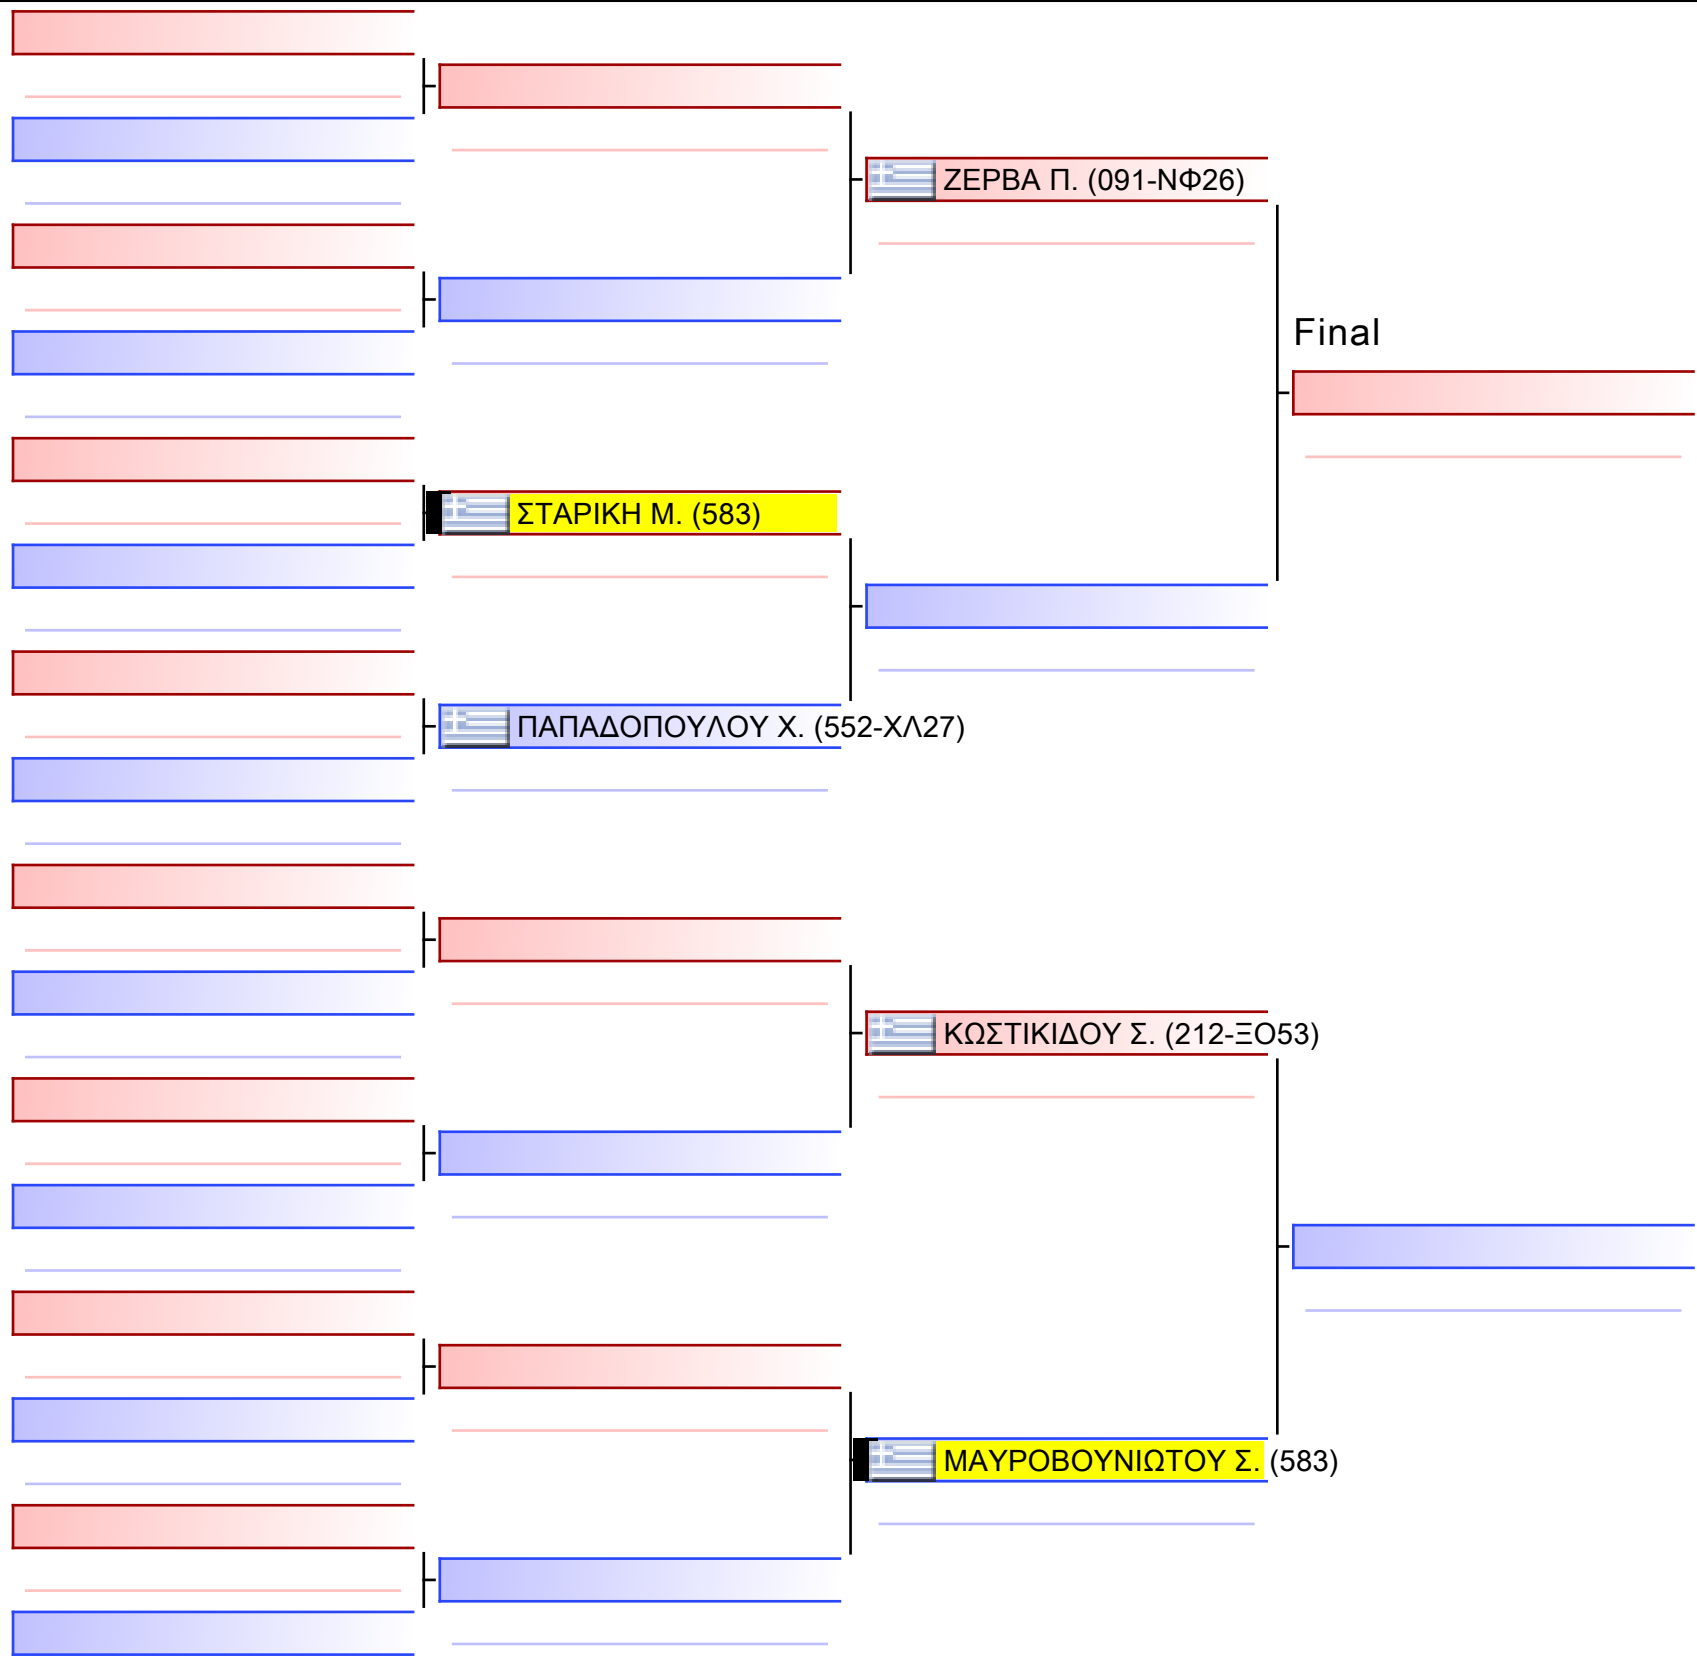 ΖΕΡΒΑ Π. (091-ΝΦ26)
Final
ΣΤΑΡΙΚΗ Μ. (583)
ΠΑΠΑΔΟΠΟΥΛΟΥ Χ. (552-ΧΛ27)
ΚΩΣΤΙΚΙΔΟΥ Σ. (212-ΞΟ53)
ΜΑΥΡΟΒΟΥΝΙΩΤΟΥ Σ. (583)